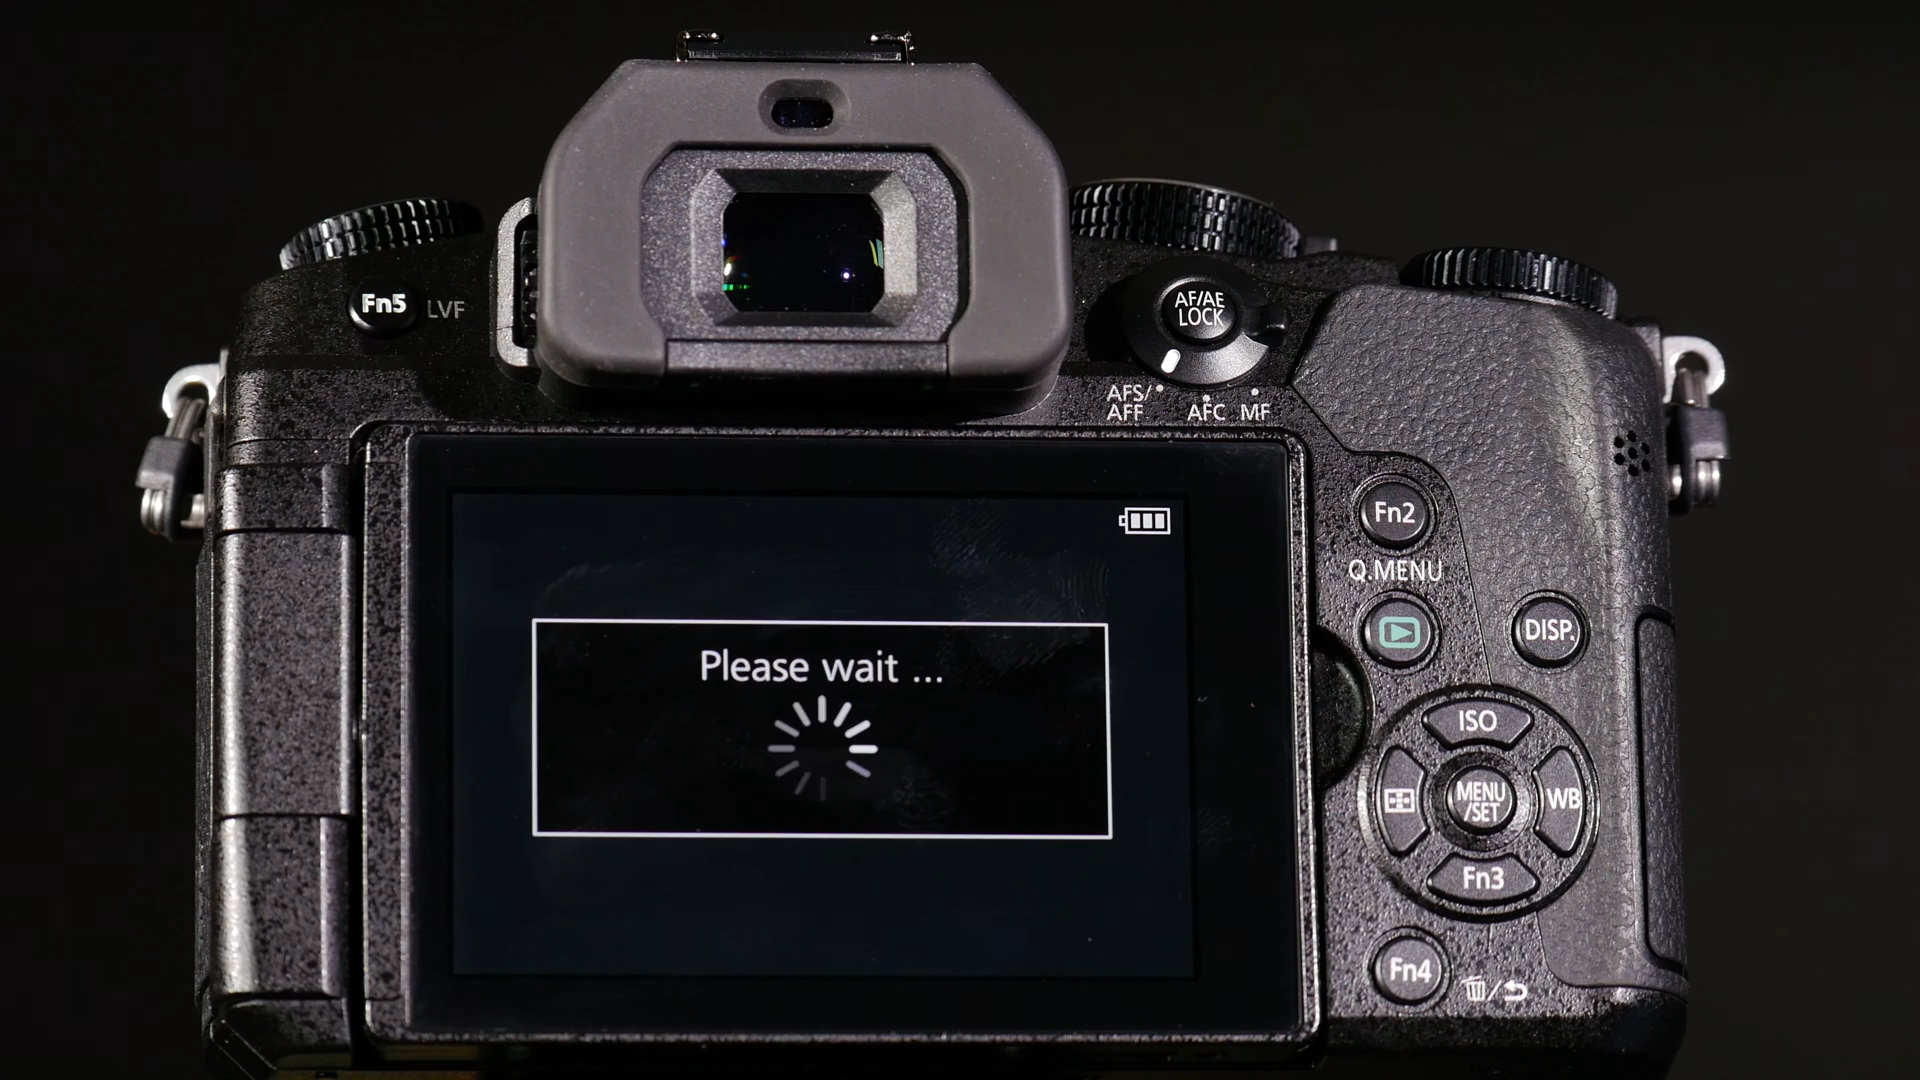 Fn5 LVF
AF/AE
LOCK
AFS/
AFF
AFC
MF
Fn2
Q.MENU
DISP.
Please wait ...
ISO
MENU
/SET
WB
Fn3
Fn4